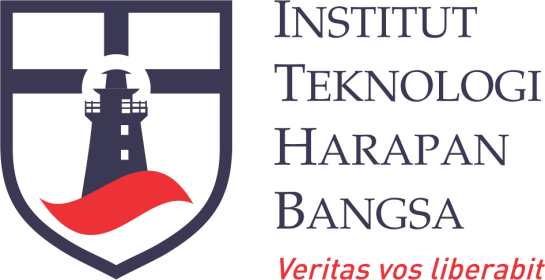 INSTITUT
TEKNOLOGI
HARAPAN
BANGSA
Veritas vos liberabit